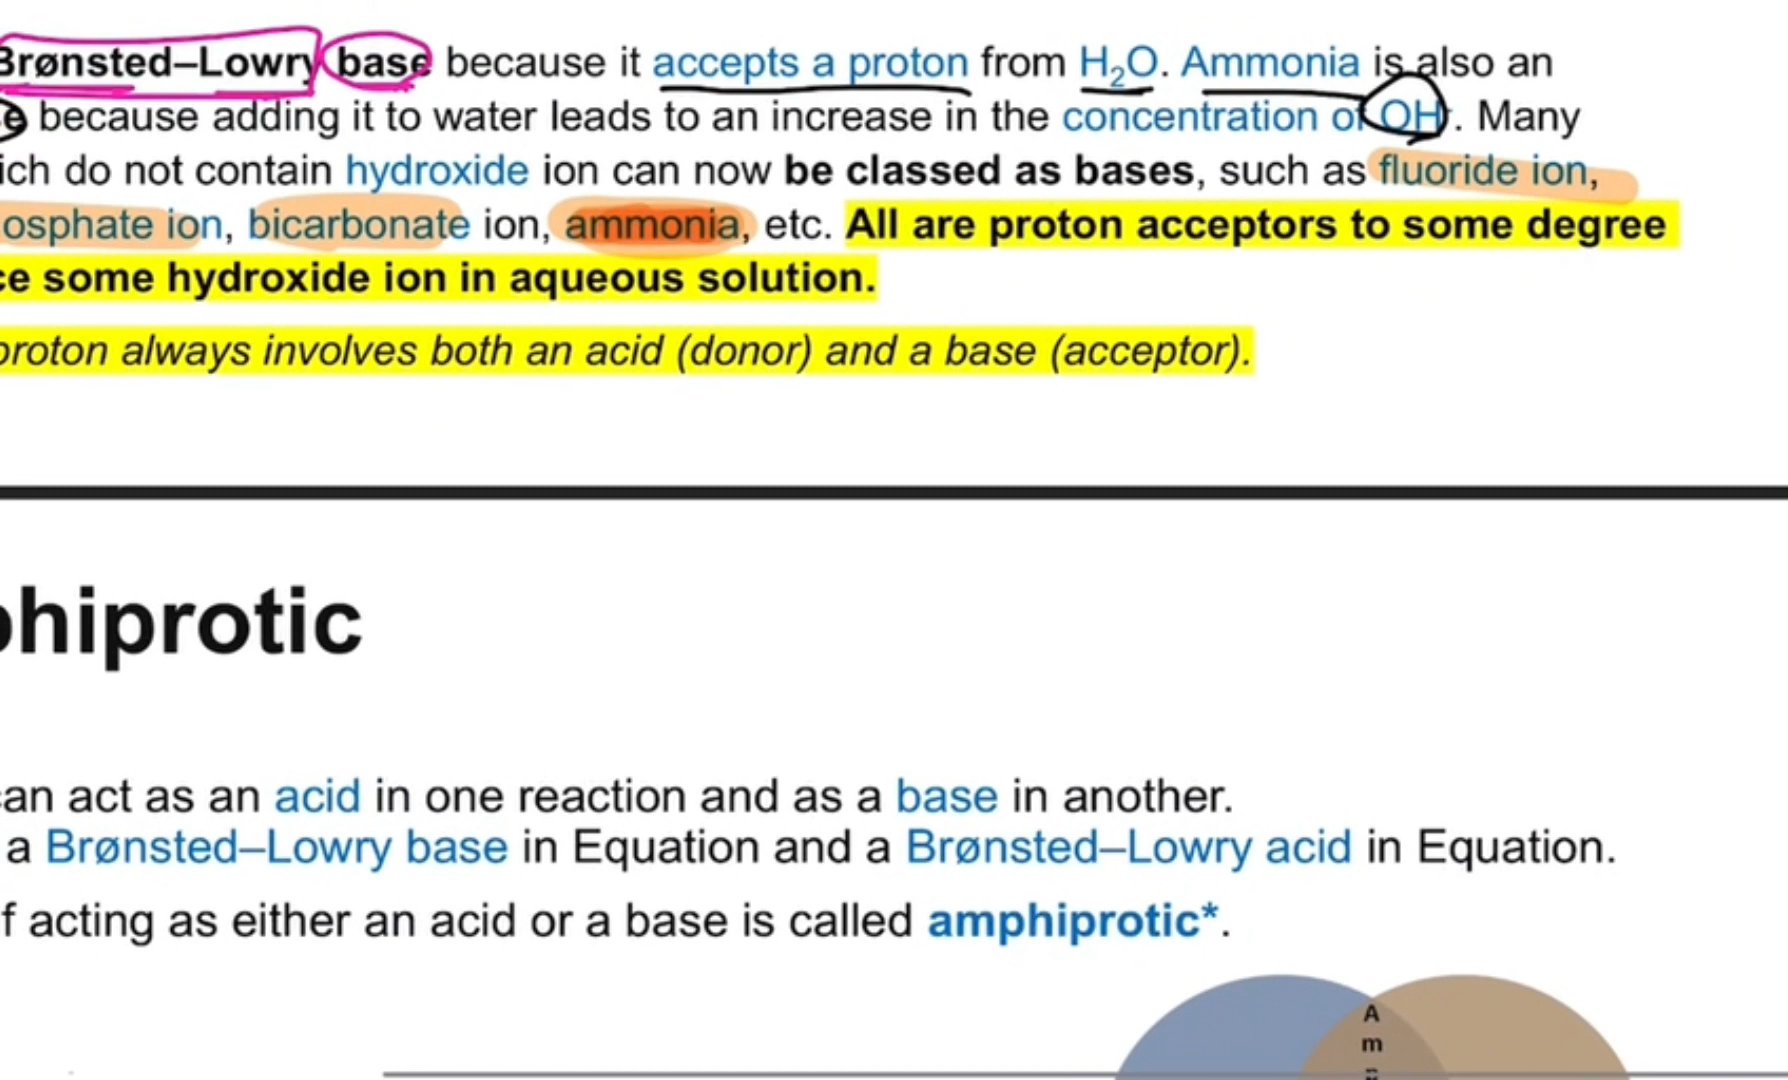 Brønsted–Lowry base because it accepts a proton from H₂O. Ammonia is also an
because adding it to water leads to an increase in the concentration of OH⁻. Many
do not contain hydroxide ion can now be classed as bases, such as fluoride ion,
ion, bicarbonate ion, ammonia, etc. All are proton acceptors to some degree
some hydroxide ion in aqueous solution.
proton always involves both an acid (donor) and a base (acceptor).
hiprotic
can act as an acid in one reaction and as a base in another.
a Brønsted–Lowry base in Equation and a Brønsted–Lowry acid in Equation.
f acting as either an acid or a base is called amphiprotic*.
A
m